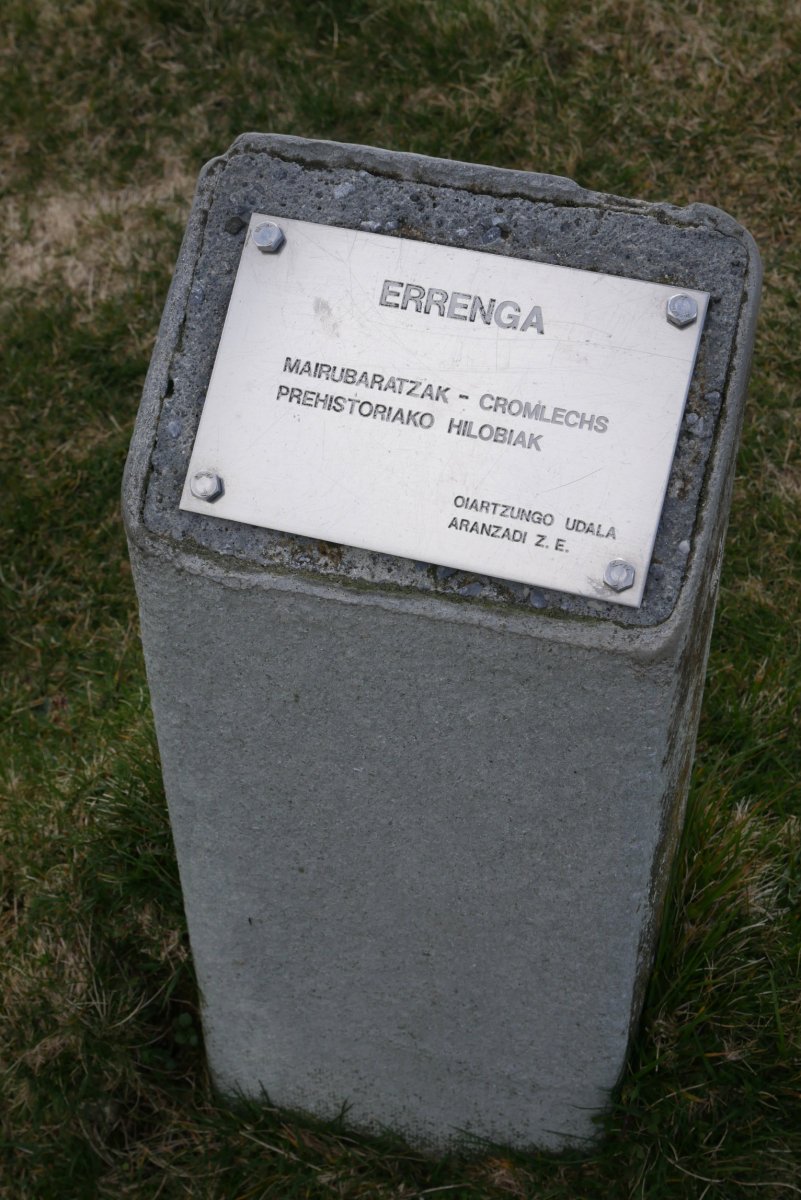 ERRENGA
MAIRUBARATZAK - CROMLECHS
PREHISTORIAKO HILOBIAK
OIARTZUNGO UDALA
ARANZADI Z. E.